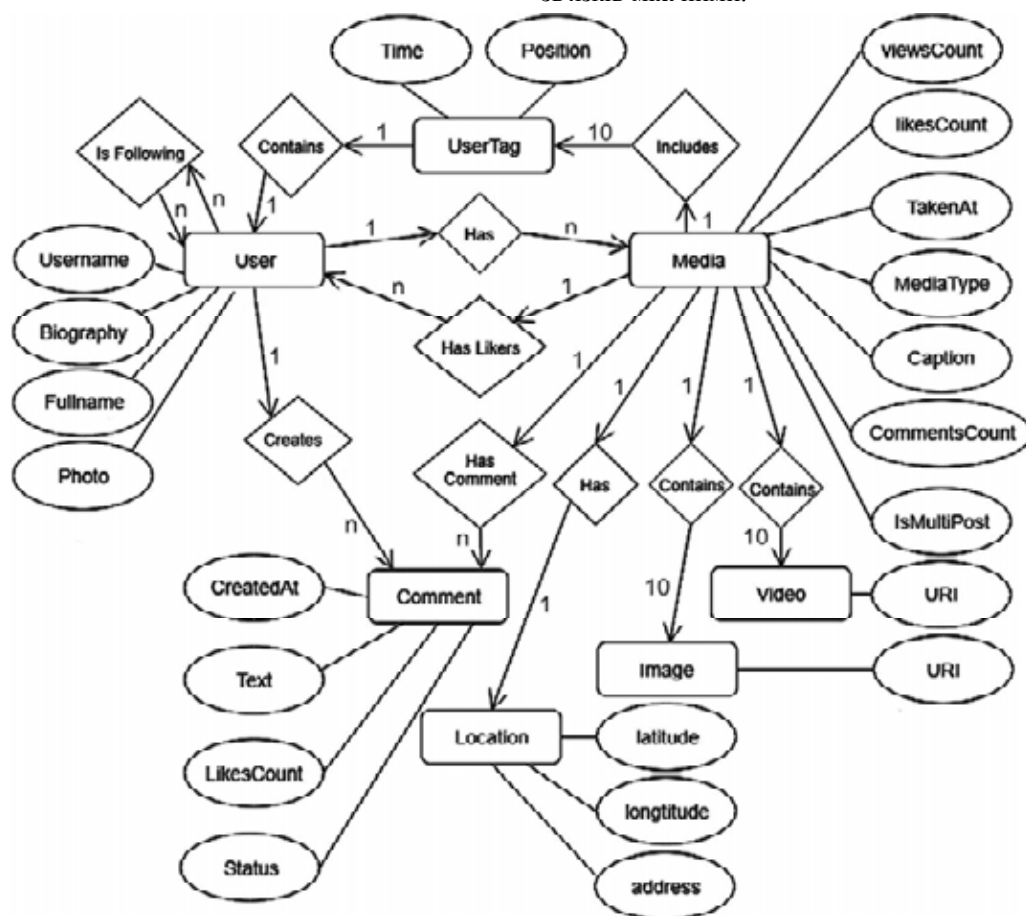 Time
Position
viewsCount
likesCount
TakenAt
MediaType
Caption
CommentsCount
IsMultiPost
Is Following
Contains
1
UserTag
10
Includes
n
n
1
1
User
1
Has
n
Media
n
Has Likers
1
Username
Biography
Fullname
Photo
1
Creates
n
1
Has
Comment
n
1
Has
1
1
Contains
10
1
Contains
10
CreatedAt
Comment
Text
LikesCount
Status
Video
URI
Image
URI
Location
latitude
longtitude
address